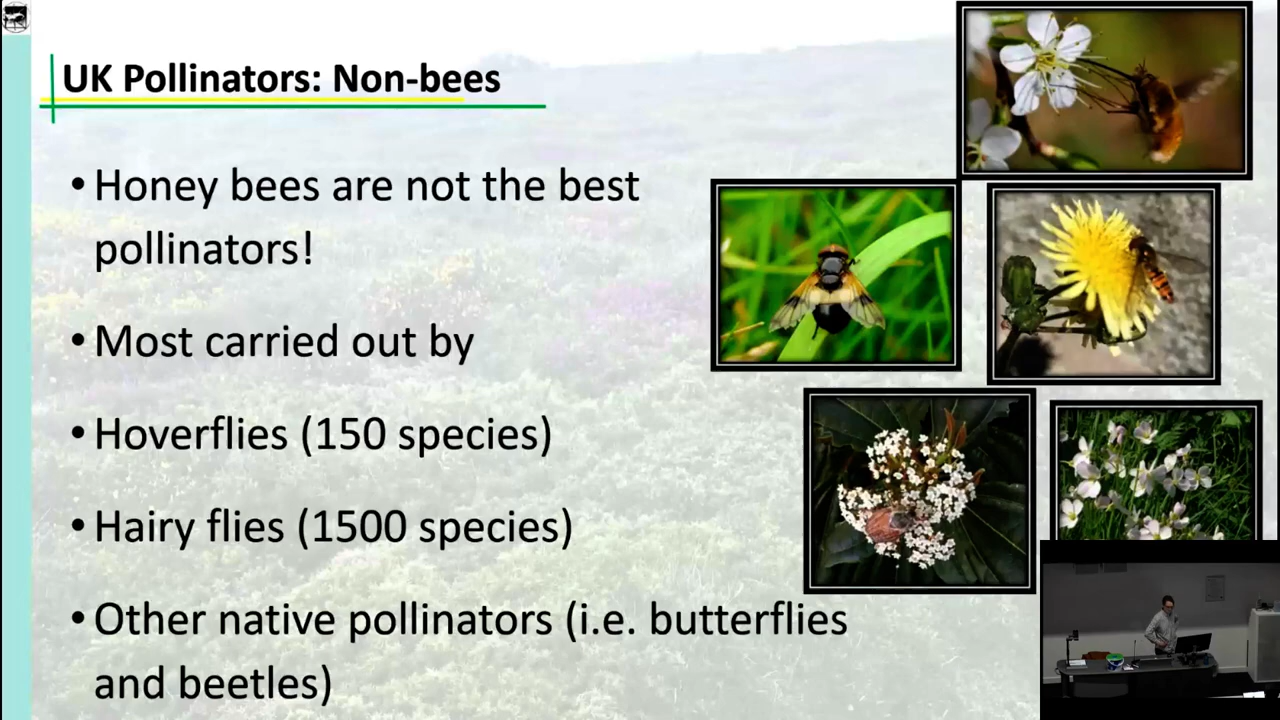 UK Pollinators: Non-bees
• Honey bees are not the best
pollinators!
• Most carried out by
• Hoverflies (150 species)
• Hairy flies (1500 species)
• Other native pollinators (i.e. butterflies
and beetles)